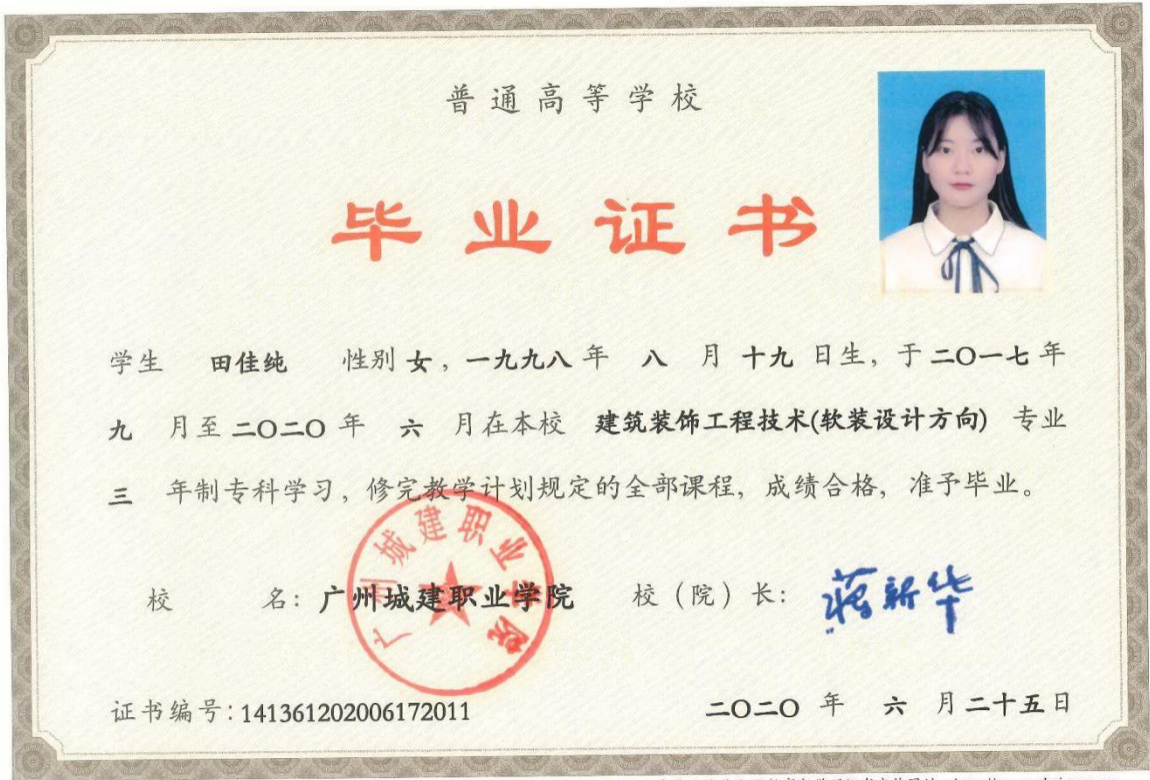 普通高等学校
毕业证书
学生 田佳纯 性别 女，一九九八 年 八 月 十九 日生，于 二〇一七 年
九 月至 二〇二〇 年 六 月在本校 建筑装饰工程技术(软装设计方向) 专业
三 年制专科学习，修完教学计划规定的全部课程，成绩合格，准予毕业。
广州城建职业学院
校 名：广州城建职业学院 校（院）长：蒋新华
证书编号：141361202006172011 二〇二〇 年 六 月 二十五 日